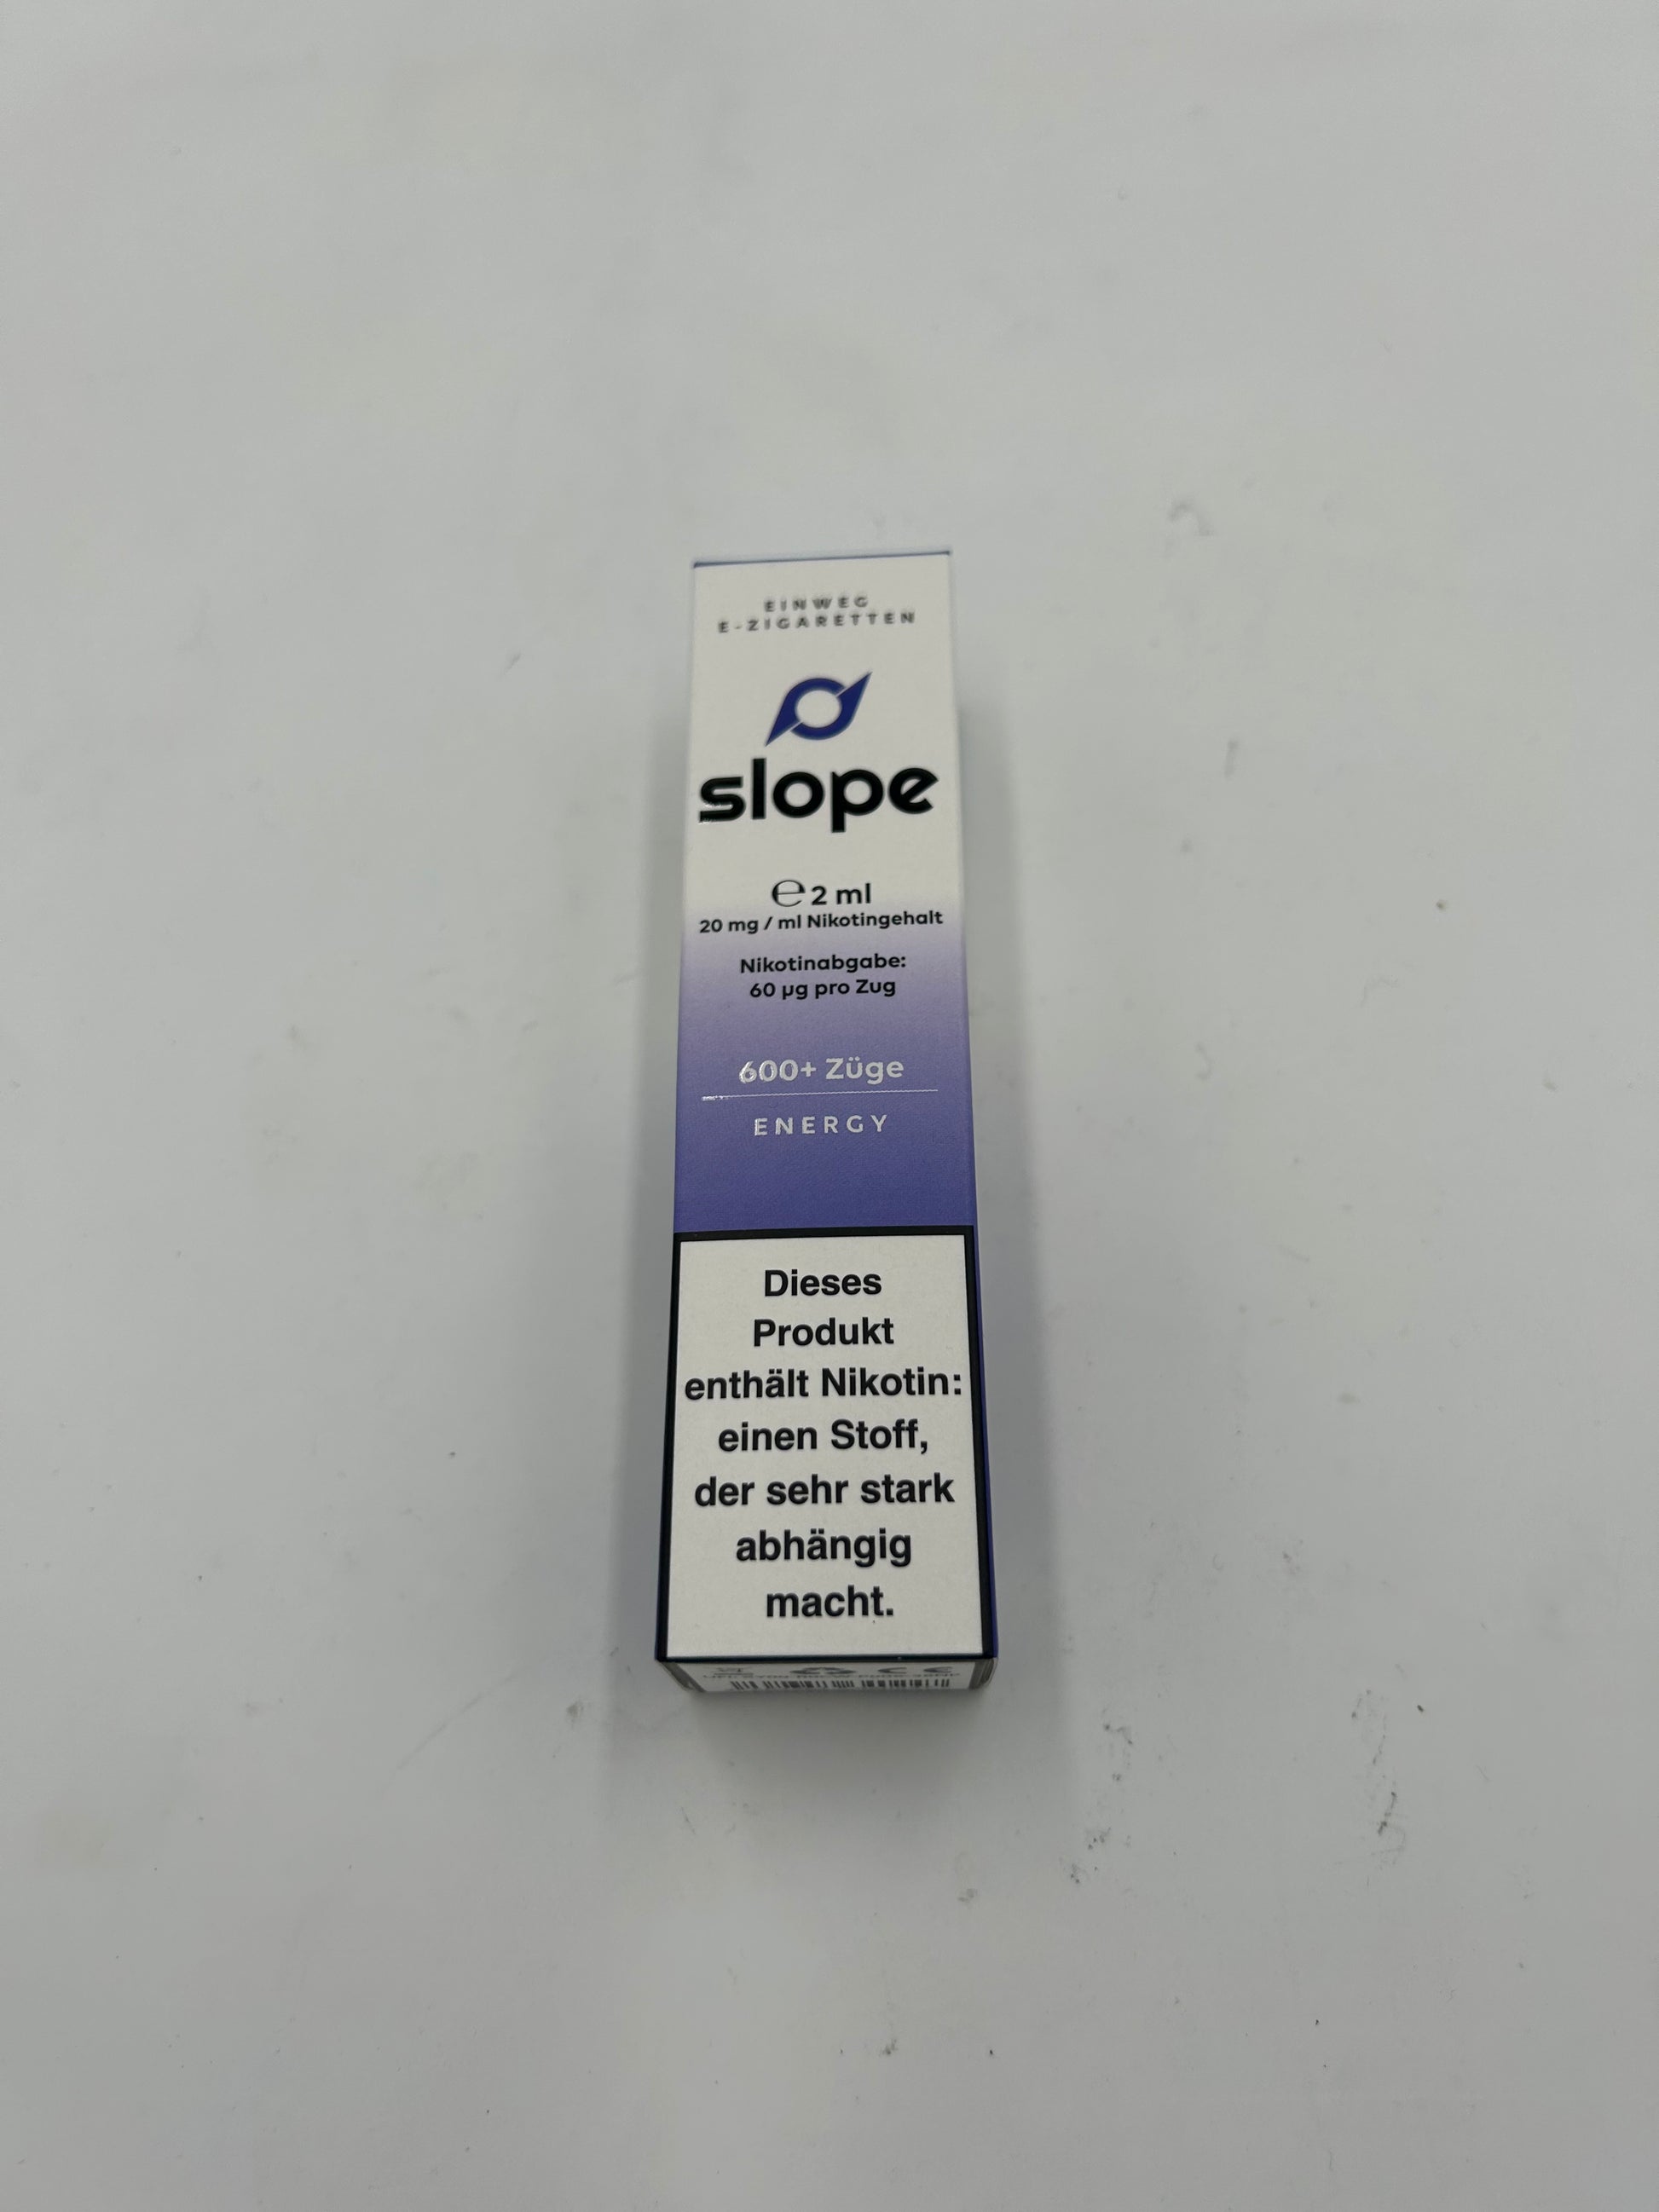 EINWEG
E-ZIGARETTEN
slope
℮ 2 ml
20 mg / ml Nikotingehalt
Nikotinabgabe:
60 µg pro Zug
600+ Züge
ENERGY
Dieses
Produkt
enthält Nikotin:
einen Stoff,
der sehr stark
abhängig
macht.